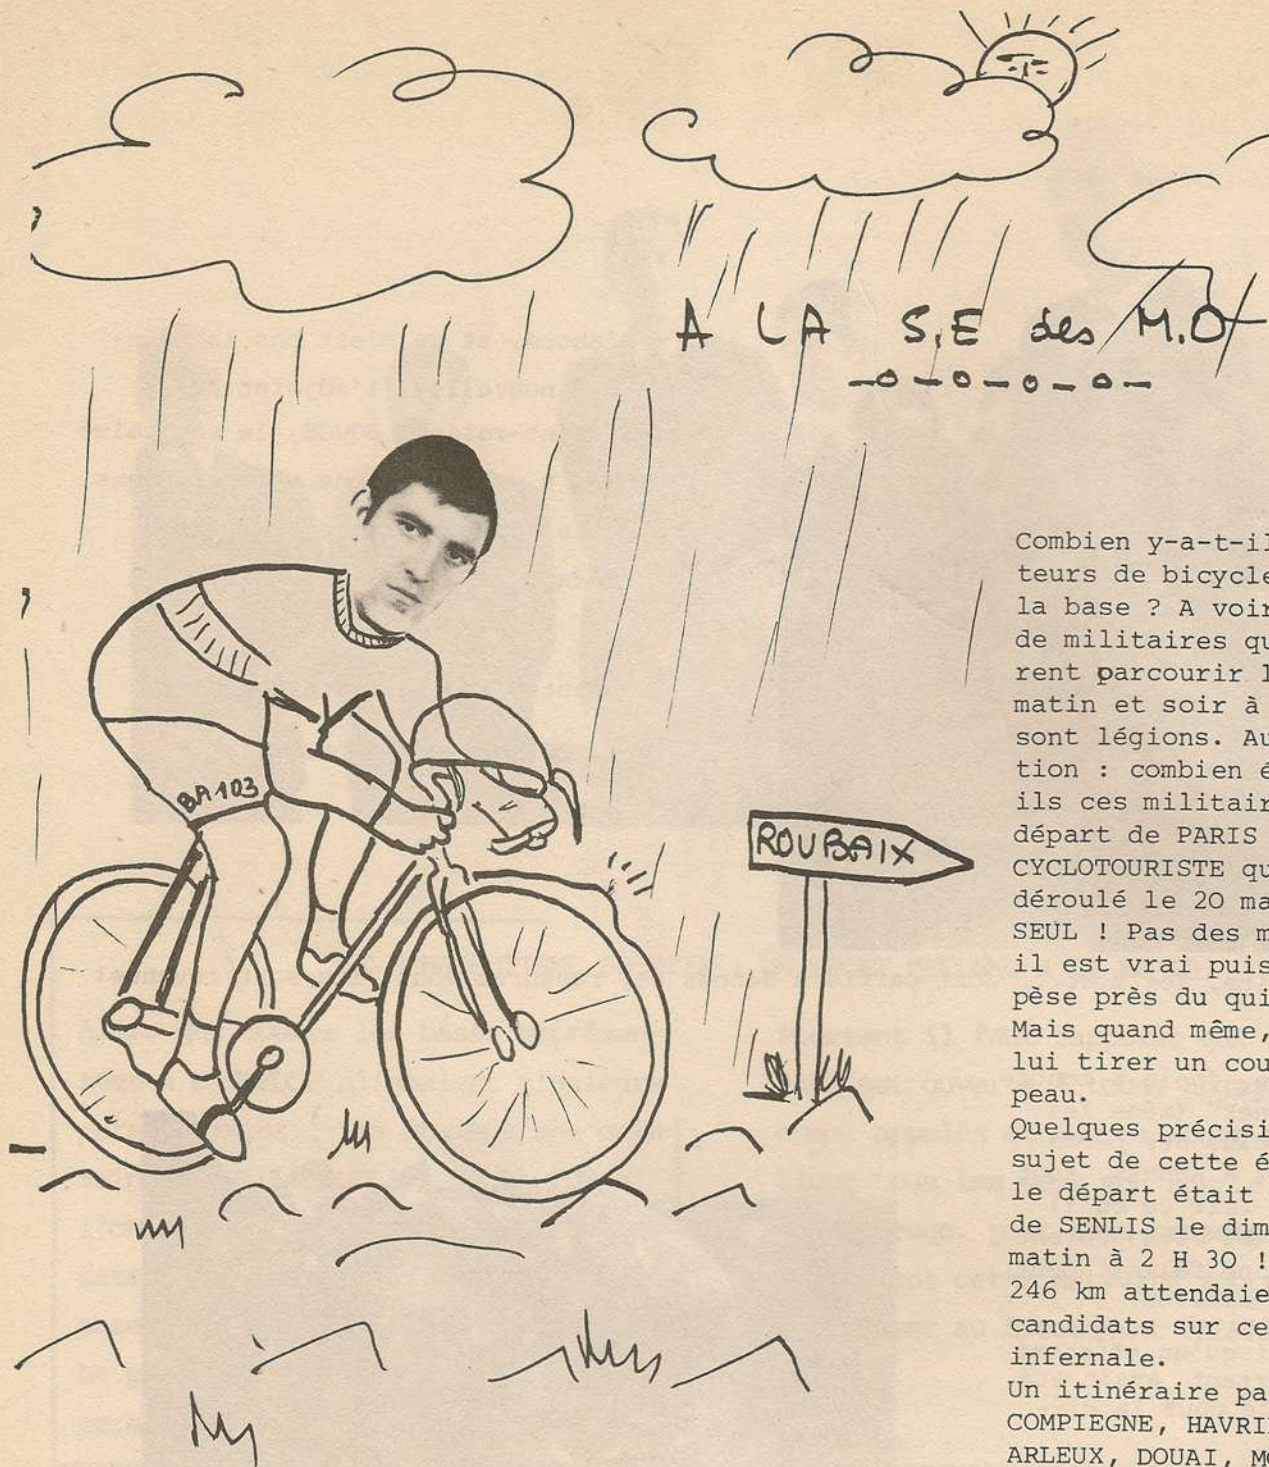 A LA S.E des M.O
BA 103
ROUBAIX
Combien y-a-t-il
teurs de bicycle
la base ? A voir
de militaires qu
rent parcourir l
matin et soir à
sont légions. Au
tion : combien é
ils ces militair
départ de PARIS
CYCLOTOURISTE qu
déroulé le 20 ma
SEUL ! Pas des m
il est vrai puis
pèse près du qui
Mais quand même,
lui tirer un cou
peau.
Quelques précisi
sujet de cette é
le départ était
de SENLIS le dim
matin à 2 H 30 !
246 km attendaie
candidats sur ce
infernale.
Un itinéraire pa
COMPIEGNE, HAVRI
ARLEUX, DOUAI, MO